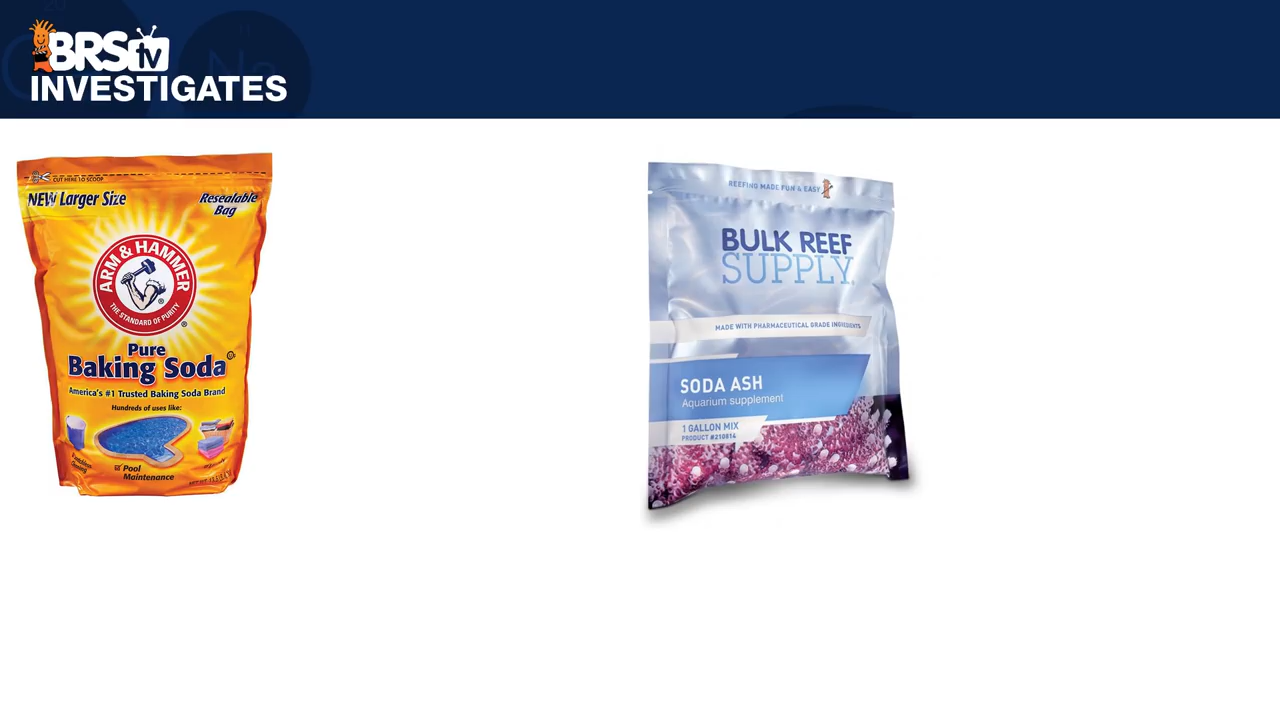 BRStv
INVESTIGATES
CUT HERE TO SCOOP
NEW Larger Size
Resealable
Bag
ARM & HAMMER
THE STANDARD OF PURITY
Pure
Baking Soda
America's #1 Trusted Baking Soda Brand
Hundreds of uses like:
Pool
Maintenance
REEFING MADE FUN & EASY
BULK REEF
SUPPLY
MADE WITH PHARMACEUTICAL GRADE INGREDIENTS
SODA ASH
Aquarium supplement
1 GALLON MIX
PRODUCT #210814